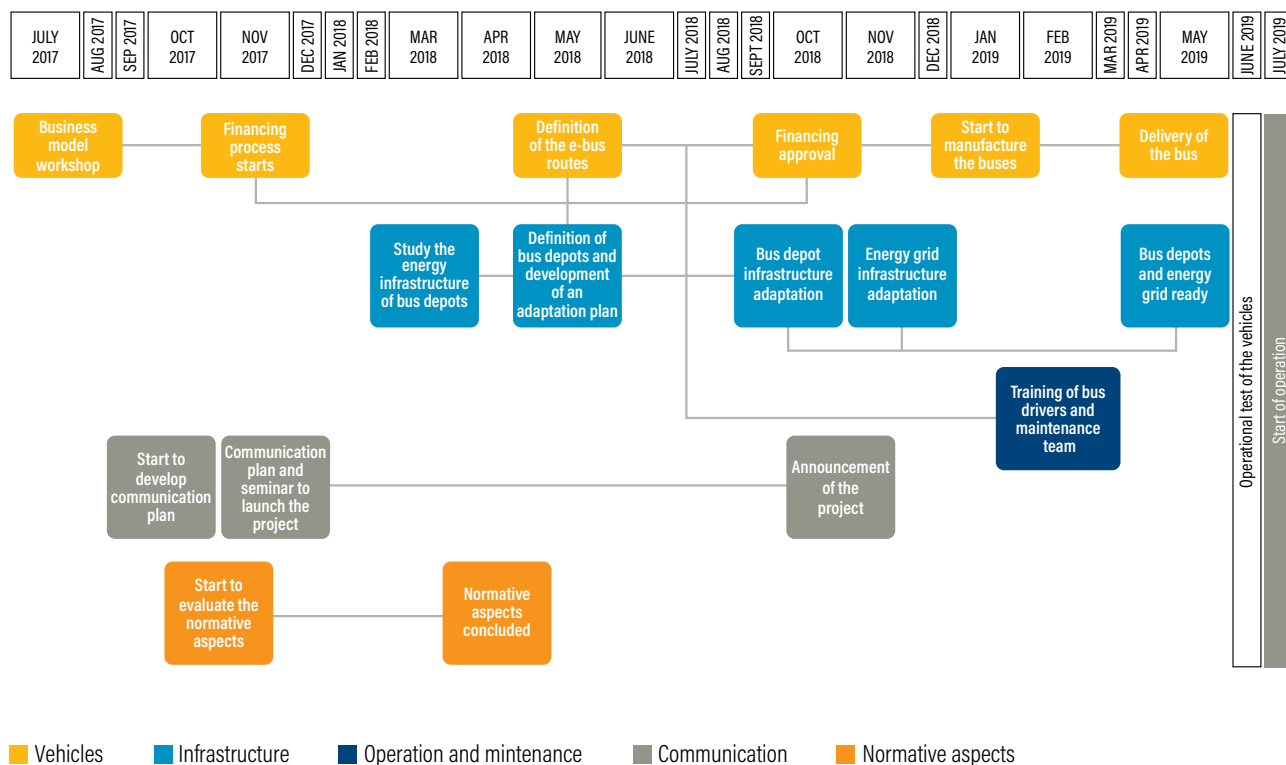 JULY
2017
AUG 2017
SEP 2017
OCT
2017
NOV
2017
DEC 2017
JAN 2018
FEB 2018
MAR
2018
APR
2018
MAY
2018
JUNE
2018
JULY 2018
AUG 2018
SEPT 2018
OCT
2018
NOV
2018
DEC 2018
JAN
2019
FEB
2019
MAR 2019
APR 2019
MAY
2019
JUNE 2019
JULY 2019
Business
model
workshop
Financing
process
starts
Definition
of the e-bus
routes
Financing
approval
Start to
manufacture
the buses
Delivery of
the bus
Study the
energy
infrastructure
of bus depots
Definition of
bus depots and
development
of an
adaptation plan
Bus depot
infrastructure
adaptation
Energy grid
infrastructure
adaptation
Bus depots
and energy
grid ready
Training of bus
drivers and
maintenance
team
Start to
develop
communication
plan
Communication
plan and
seminar to
launch the
project
Announcement
of the
project
Start to
evaluate the
normative
aspects
Normative
aspects
concluded
Operational test of the vehicles
Start of operation
Vehicles
Infrastructure
Operation and mintenance
Communication
Normative aspects